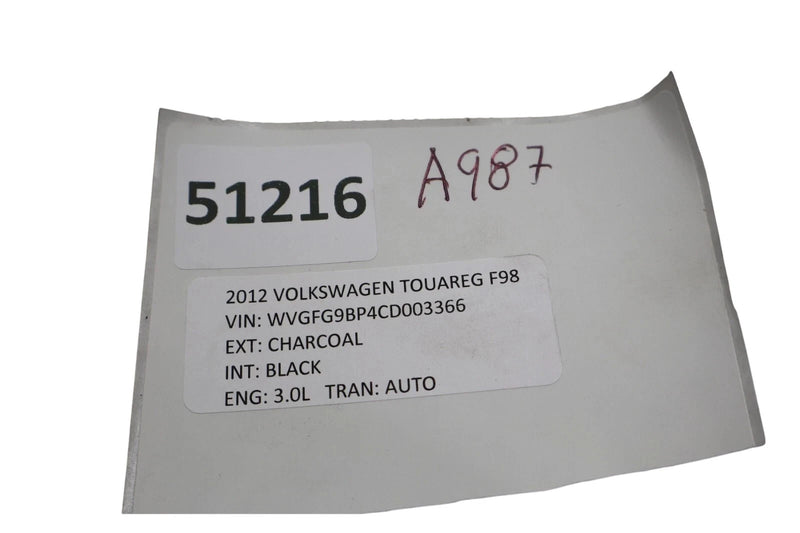 51216
A987
2012 VOLKSWAGEN TOUAREG F98
VIN: WVGFG9BP4CD003366
EXT: CHARCOAL
INT: BLACK
ENG: 3.0L TRAN: AUTO